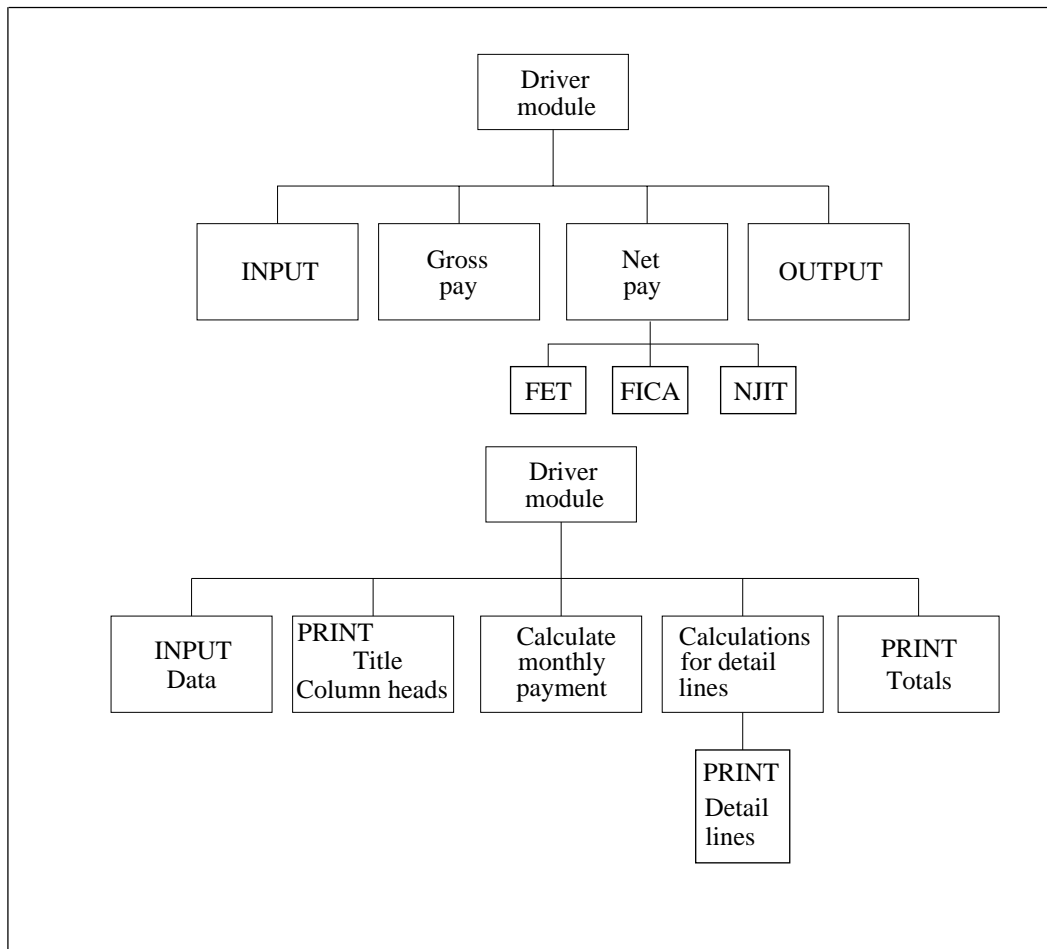 Driver
module
INPUT
Gross
pay
Net
pay
OUTPUT
FET
FICA
NJIT
Driver
module
INPUT
Data
PRINT
Title
Column heads
Calculate
monthly
payment
Calculations
for detail
lines
PRINT
Totals
PRINT
Detail
lines